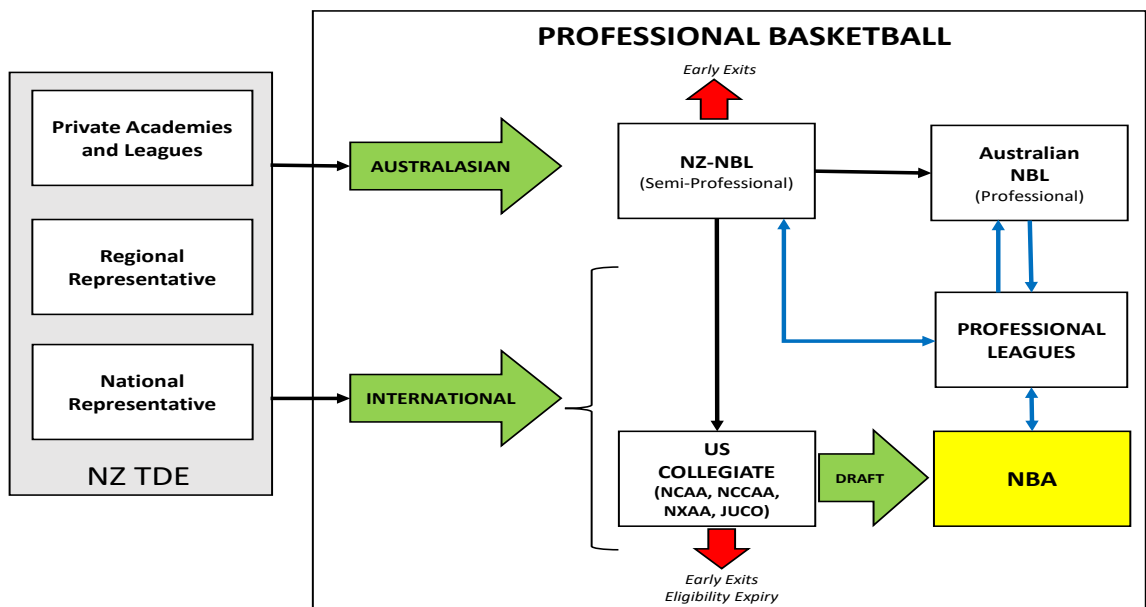 PROFESSIONAL BASKETBALL
Private Academies
and Leagues
Regional
Representative
National
Representative
NZ TDE
AUSTRALASIAN
INTERNATIONAL
Early Exits
NZ-NBL
(Semi-Professional)
Australian
NBL
(Professional)
PROFESSIONAL
LEAGUES
US
COLLEGIATE
(NCAA, NCCAA,
NXAA, JUCO)
DRAFT
NBA
Early Exits
Eligibility Expiry